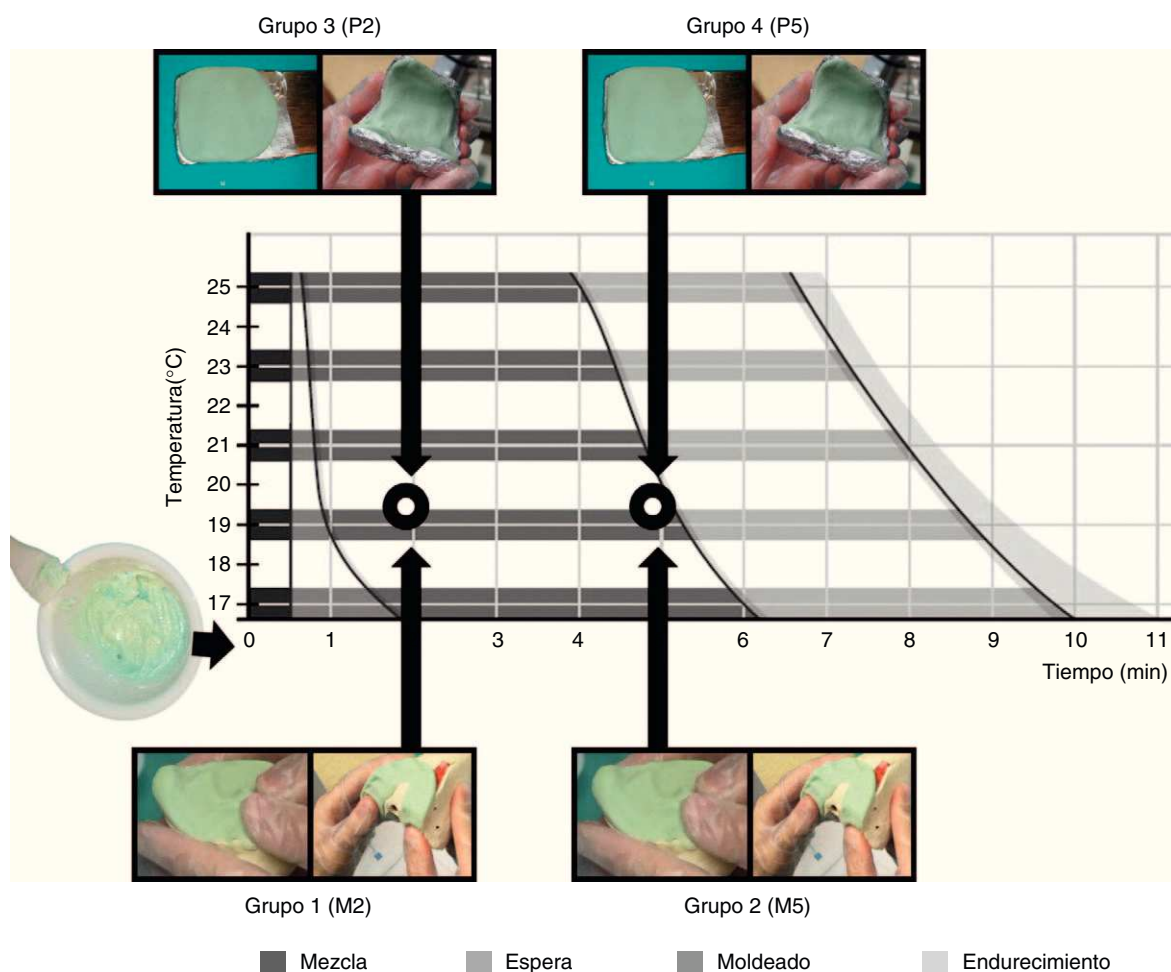 Grupo 3 (P2) Grupo 4 (P5)
Temperatura(°C)
25
24
23
22
21
20
19
18
17
0 1 3 4 6 7 8 9 10 11
Tiempo (min)
Grupo 1 (M2) Grupo 2 (M5)
Mezcla Espera Moldeado Endurecimiento